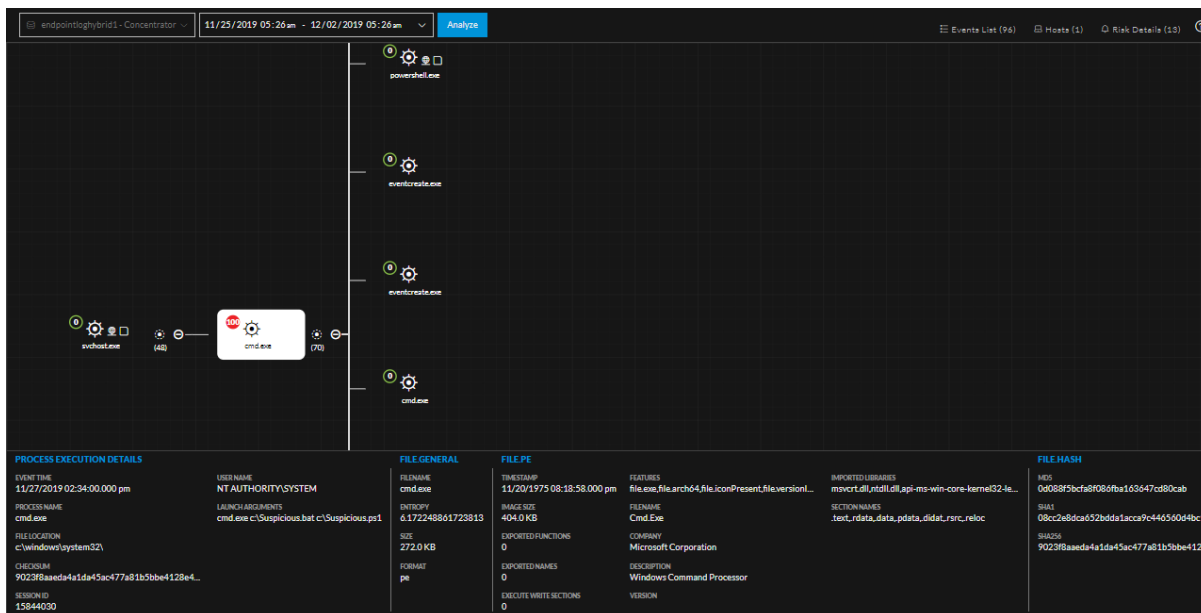 endpointloghybrid1 - Concentrator
11/25/2019 05:26am - 12/02/2019 05:26am
Analyze
Events List (96)
Hosts (1)
Risk Details (13)
0
powershell.exe
0
eventcreate.exe
0
eventcreate.exe
0
svchost.exe
(48)
100
cmd.exe
(70)
0
cmd.exe
PROCESS EXECUTION DETAILS
EVENT TIME
11/27/2019 02:34:00.000 pm
USER NAME
NT AUTHORITY\SYSTEM
PROCESS NAME
cmd.exe
LAUNCH ARGUMENTS
cmd.exe c:\Suspicious.bat c:\Suspicious.ps1
FILE LOCATION
c:\windows\system32\
CHECKSUM
9023f8aaeda4a1da45ac477a81b5bbe4128e4...
SESSION ID
15844030
FILE.GENERAL
FILENAME
cmd.exe
ENTROPY
6.172248861723813
SIZE
272.0 KB
FORMAT
pe
FILE.PE
TIMESTAMP
11/20/1975 08:18:58.000 pm
IMAGE SIZE
404.0 KB
EXPORTED FUNCTIONS
0
EXPORTED NAMES
0
EXECUTE WRITE SECTIONS
0
FEATURES
file.exe,file.arch64,file.iconPresent,file.versionI...
FILENAME
Cmd.Exe
COMPANY
Microsoft Corporation
DESCRIPTION
Windows Command Processor
VERSION
IMPORTED LIBRARIES
msvcrt.dll,ntdll.dll,api-ms-win-core-kernel32-le...
SECTION NAMES
.text,.rdata,.data,.pdata,.didat,.rsrc,.reloc
FILE.HASH
MD5
0d088f5bcfa8f086fba163647cd80cab
SHA1
08cc2e8dca652bdda1acca9c446560d4bc
SHA256
9023f8aaeda4a1da45ac477a81b5bbe412